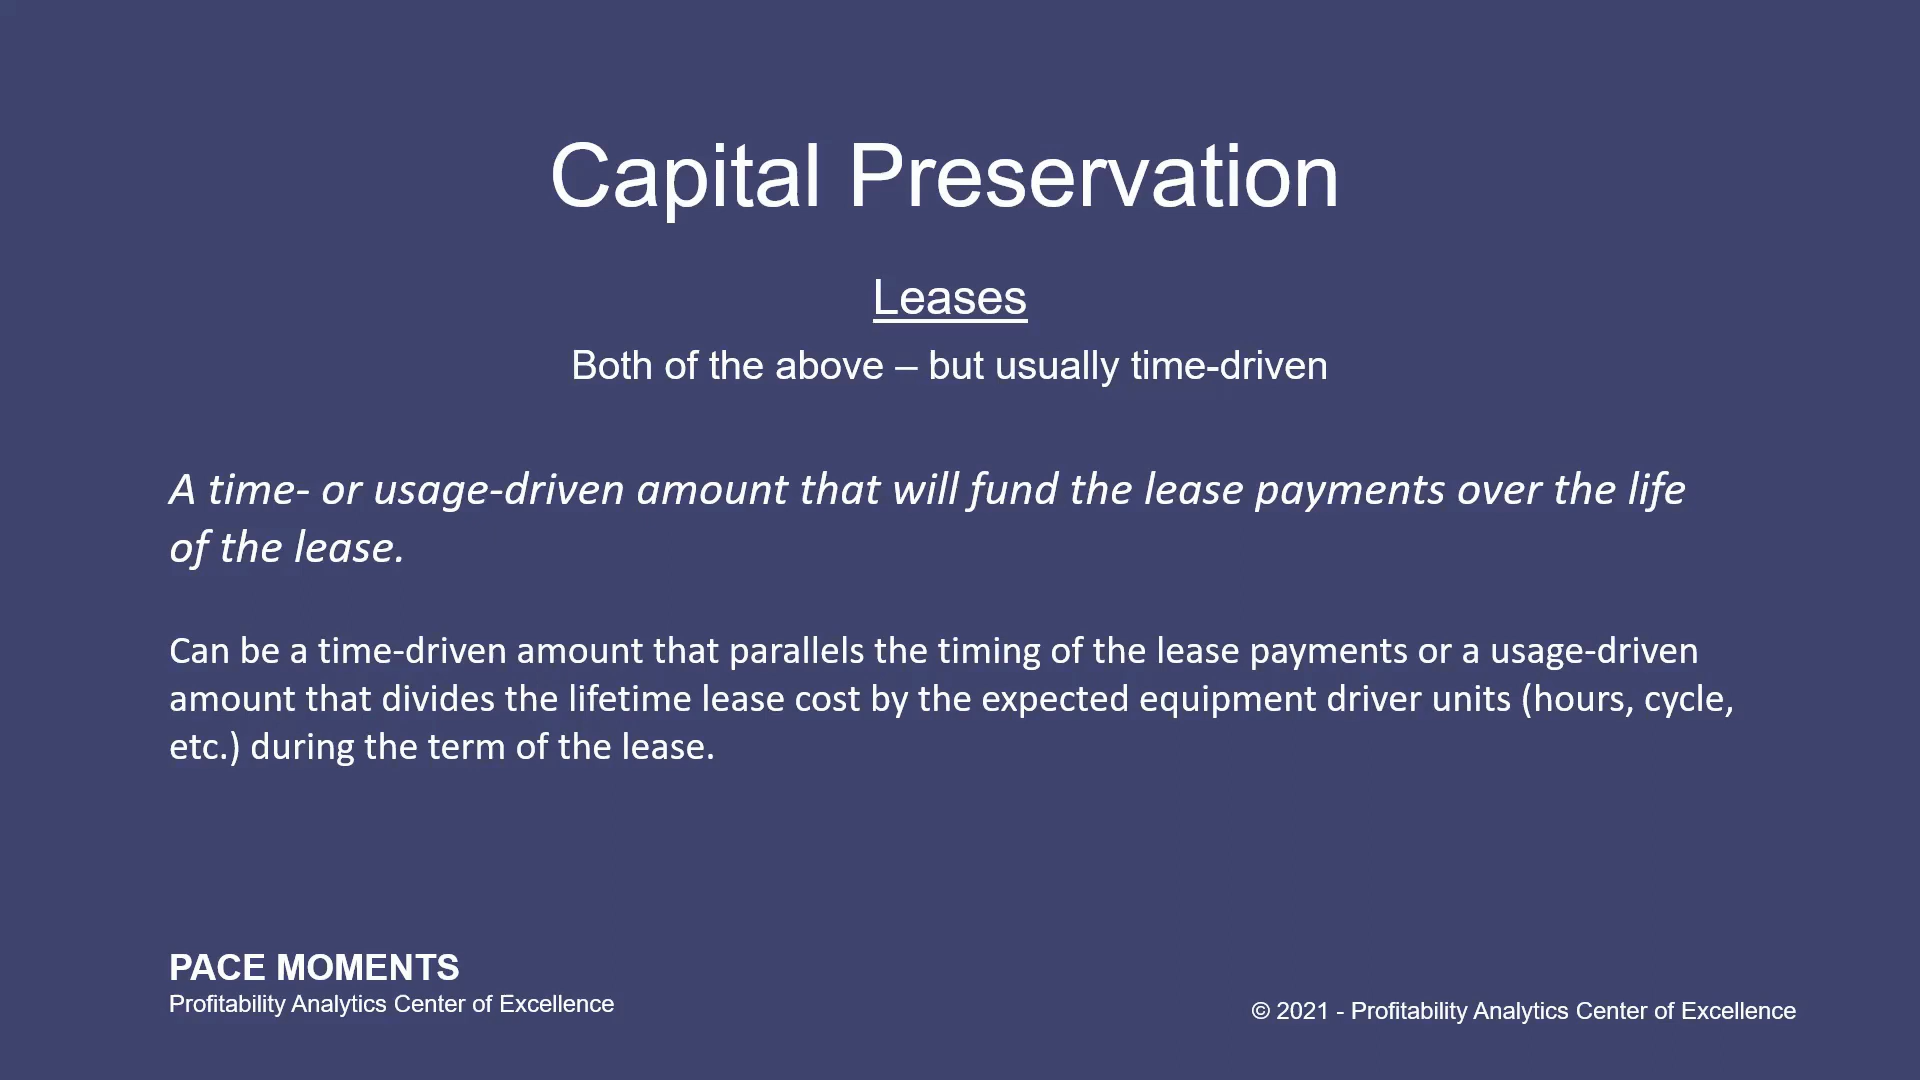 Capital Preservation
Leases
Both of the above – but usually time-driven
A time- or usage-driven amount that will fund the lease payments over the life
of the lease.
Can be a time-driven amount that parallels the timing of the lease payments or a usage-driven
amount that divides the lifetime lease cost by the expected equipment driver units (hours, cycle,
etc.) during the term of the lease.
PACE MOMENTS
Profitability Analytics Center of Excellence
© 2021 - Profitability Analytics Center of Excellence